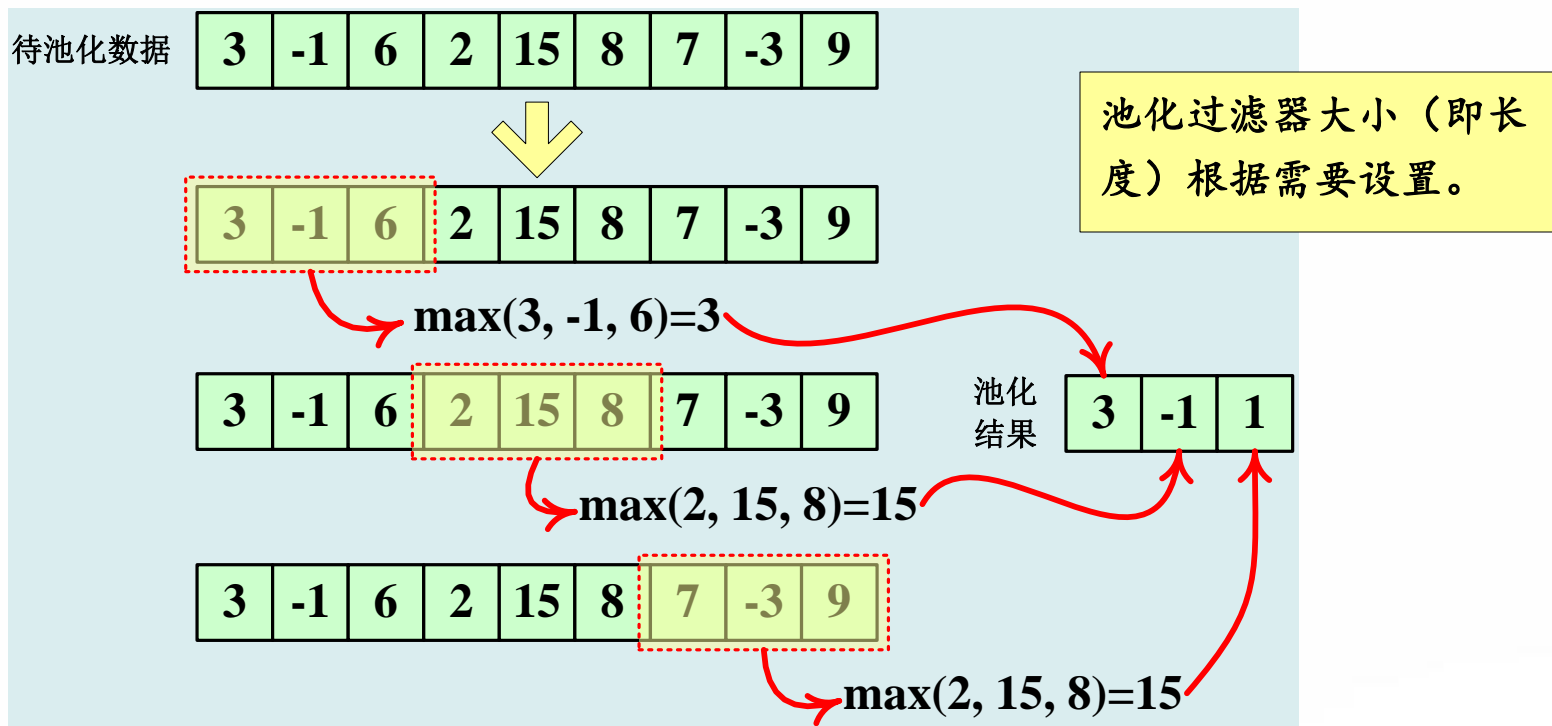 待池化数据 3 -1 6 2 15 8 7 -3 9
池化过滤器大小（即长
度）根据需要设置。
3 -1 6 2 15 8 7 -3 9
max(3, -1, 6)=3
3 -1 6 2 15 8 7 -3 9
池化
结果
3 -1 1
max(2, 15, 8)=15
3 -1 6 2 15 8 7 -3 9
max(2, 15, 8)=15